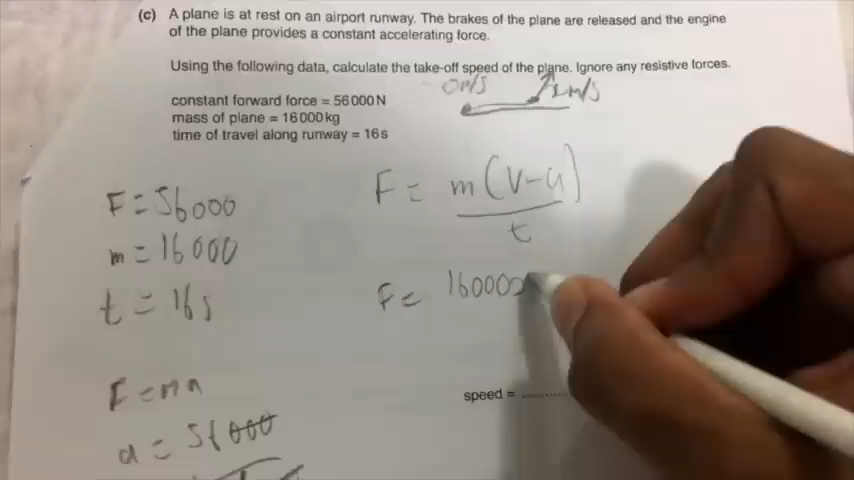 (c) A plane is at rest on an airport runway. The brakes of the plane are released and the engine
of the plane provides a constant accelerating force.
Using the following data, calculate the take-off speed of the plane. Ignore any resistive forces.
0m/s
constant forward force = 56 000 N
mass of plane = 16 000 kg
time of travel along runway = 16 s
F = 56000
m = 16000
t = 16s
F = ma
F = m(v-u)
t
F = 16000
speed = ............